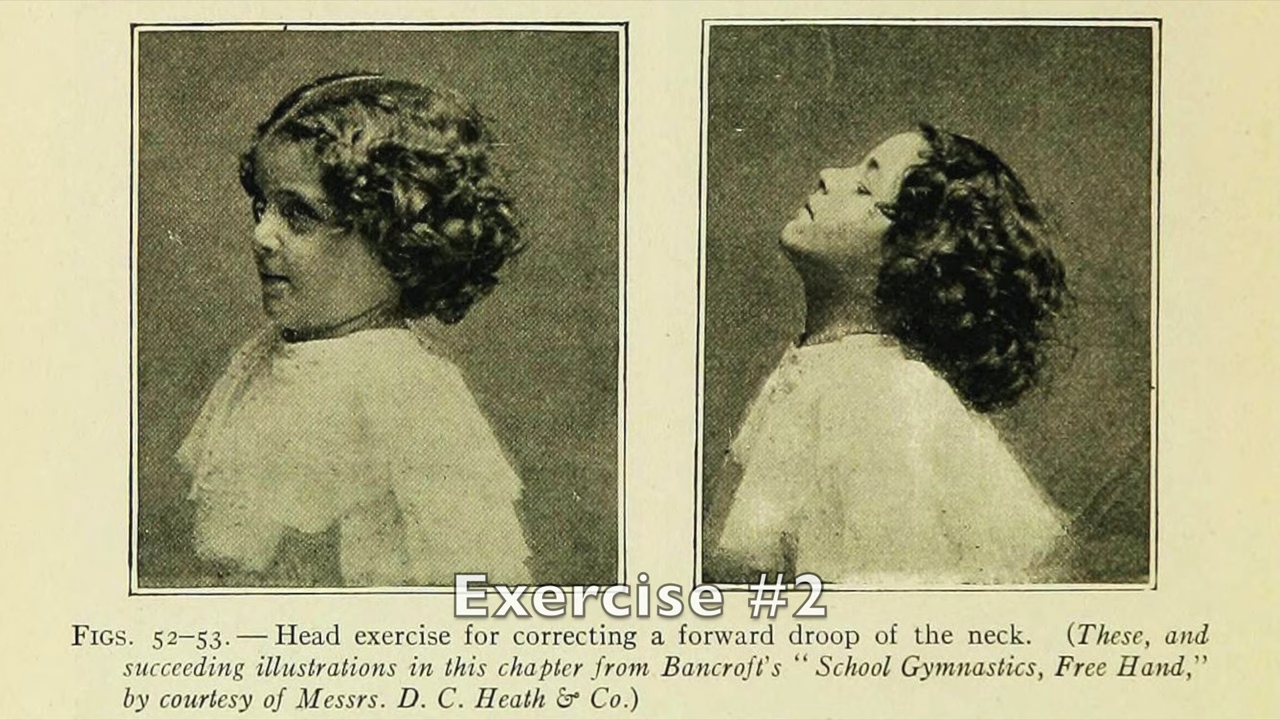 Exercise #2
FIGS. 52–53. — Head exercise for correcting a forward droop of the neck. (These, and
succeeding illustrations in this chapter from Bancroft's “School Gymnastics, Free Hand,”
by courtesy of Messrs. D. C. Heath & Co.)